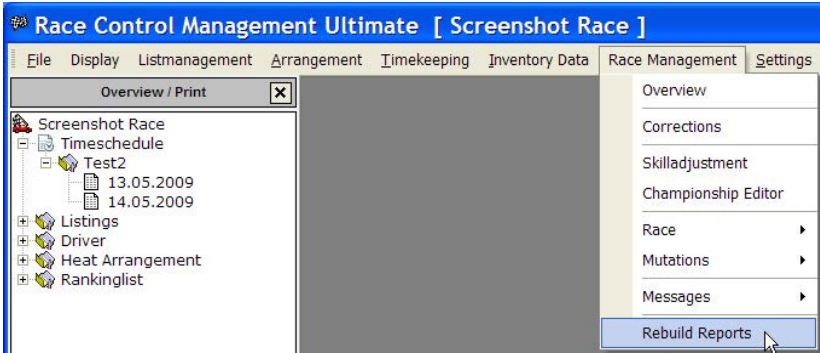 Race Control Management Ultimate [ Screenshot Race ]
File Display Listmanagement Arrangement Timekeeping Inventory Data Race Management Settings
Overview / Print
Screenshot Race
Timeschedule
Test2
13.05.2009
14.05.2009
Listings
Driver
Heat Arrangement
Rankinglist
Overview
Corrections
Skilladjustment
Championship Editor
Race
Mutations
Messages
Rebuild Reports